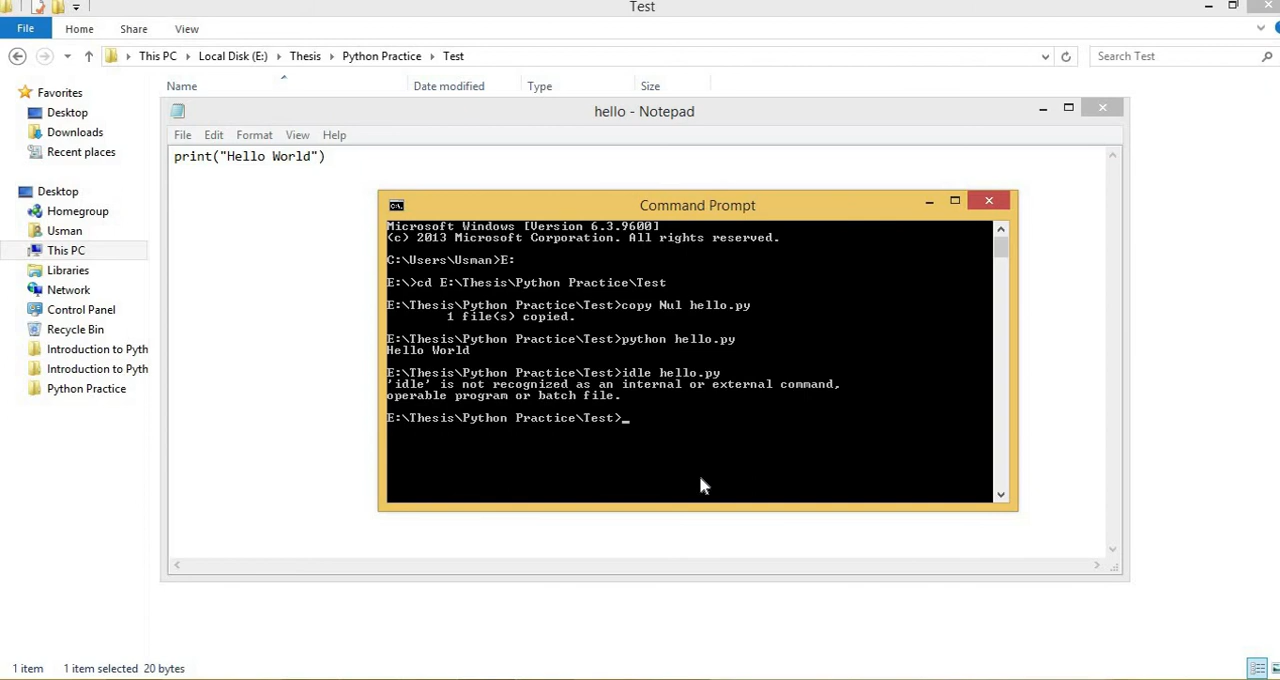 Test
File Home Share View
This PC Local Disk (E:) Thesis Python Practice Test
Search Test
Name Date modified Type Size
Favorites
Desktop
Downloads
Recent places
Desktop
Homegroup
Usman
This PC
Libraries
Network
Control Panel
Recycle Bin
Introduction to Pyth
Introduction to Pyth
Python Practice
hello - Notepad
File Edit Format View Help
print("Hello World")
C:\.
Command Prompt
Microsoft Windows [Version 6.3.9600]
(c) 2013 Microsoft Corporation. All rights reserved.
C:\Users\Usman>E:
E:\>cd E:\Thesis\Python Practice\Test
E:\Thesis\Python Practice\Test>copy Nul hello.py
1 file(s) copied.
E:\Thesis\Python Practice\Test>python hello.py
Hello World
E:\Thesis\Python Practice\Test>idle hello.py
'idle' is not recognized as an internal or external command,
operable program or batch file.
E:\Thesis\Python Practice\Test>_
1 item 1 item selected 20 bytes